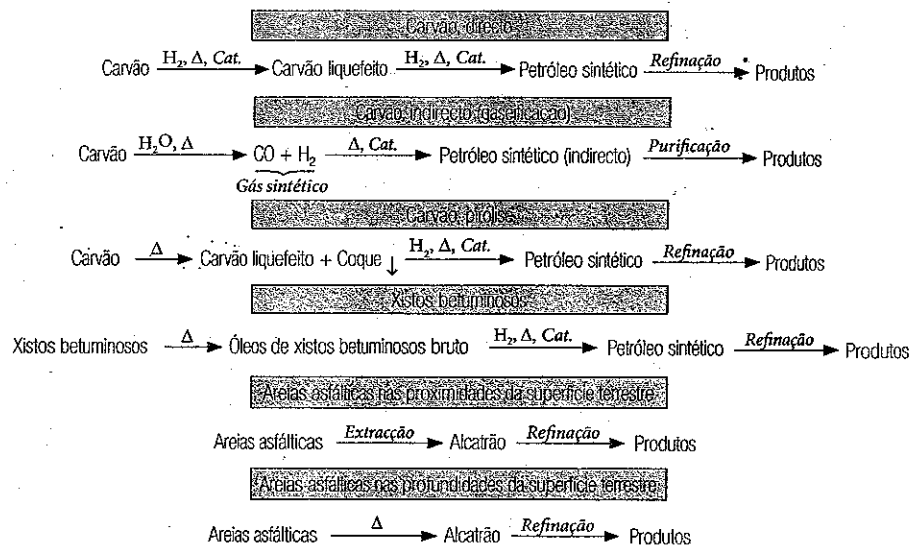 Carvão, directo
Carvão H₂, Δ, Cat. Carvão liquefeito H₂, Δ, Cat. Petróleo sintético Refinação Produtos
Carvão, indirecto (gaseificação)
Carvão H₂O, Δ CO + H₂ Δ, Cat. Petróleo sintético (indirecto) Purificação Produtos
Gás sintético
Carvão, pirólise
Carvão Δ Carvão liquefeito + Coque ↓ H₂, Δ, Cat. Petróleo sintético Refinação Produtos
Xistos betuminosos
Xistos betuminosos Δ Óleos de xistos betuminosos bruto H₂, Δ, Cat. Petróleo sintético Refinação Produtos
Areias asfálticas nas proximidades da superfície terrestre
Areias asfálticas Extracção Alcatrão Refinação Produtos
Areias asfálticas nas profundidades da superfície terrestre
Areias asfálticas Δ Alcatrão Refinação Produtos